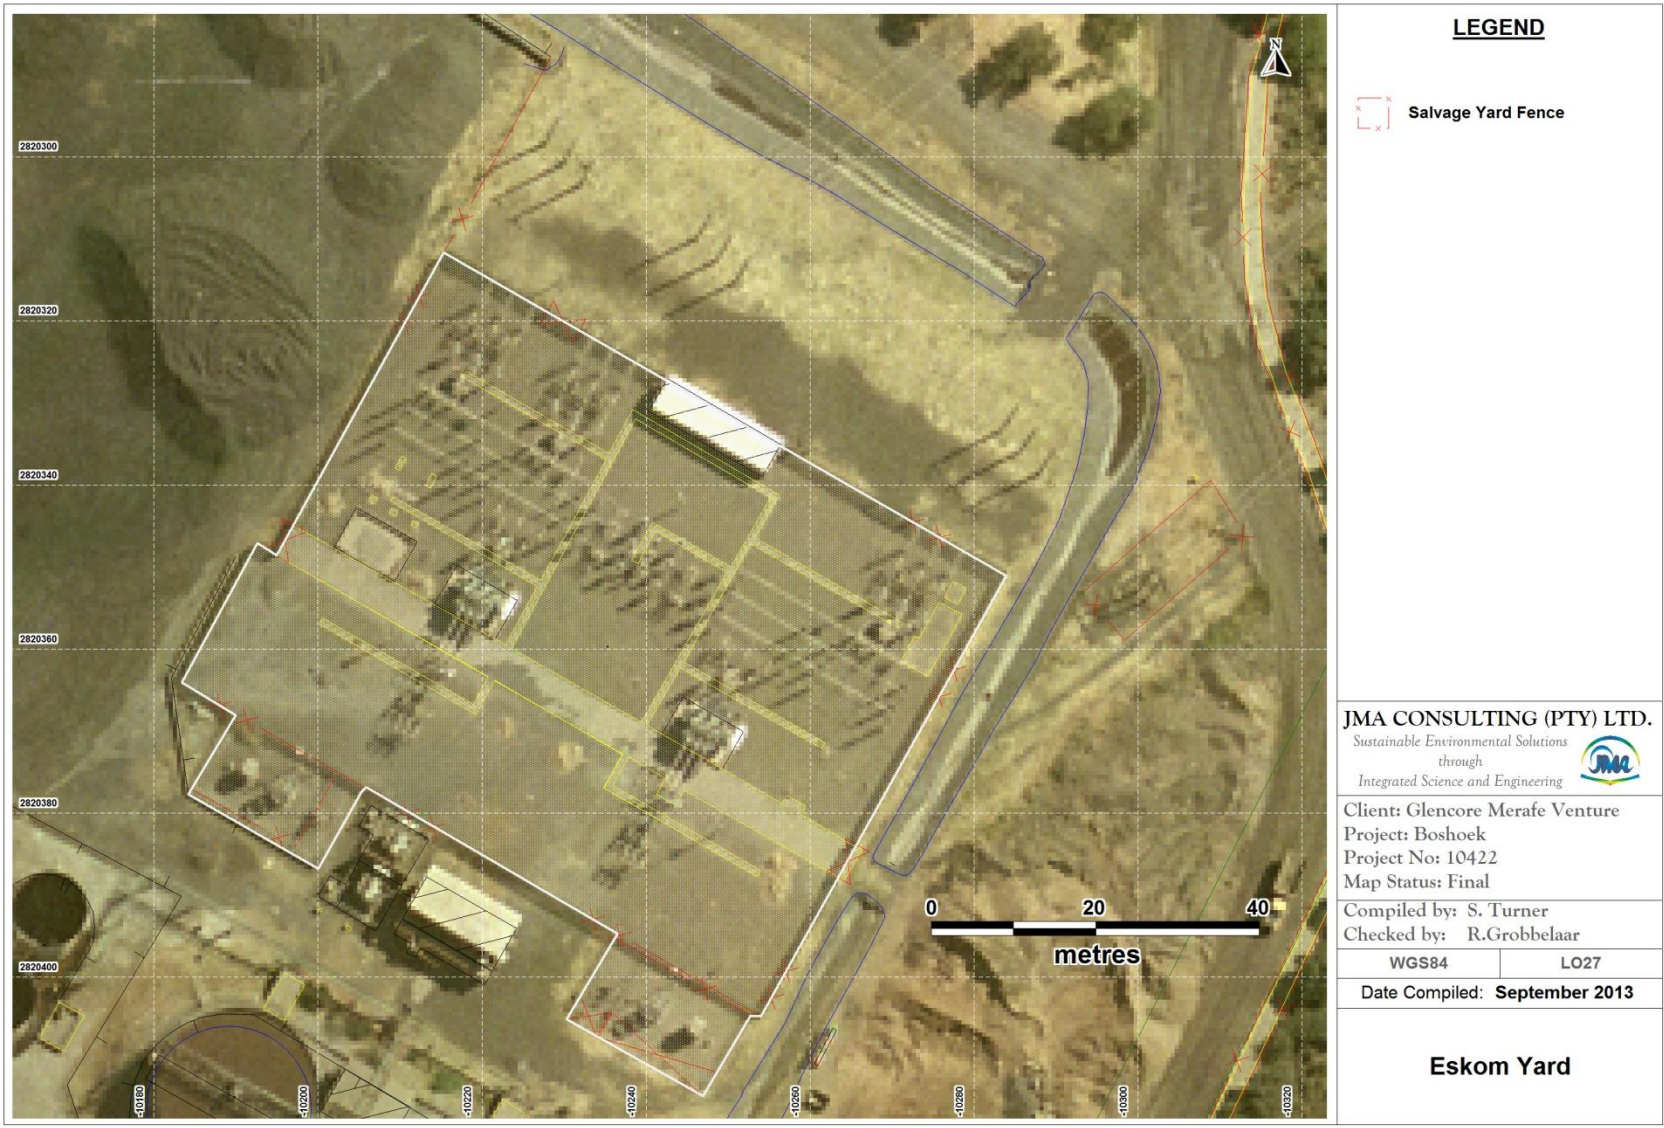 N
2820300
2820320
2820340
2820360
2820380
2820400
-10180
-10200
-10220
-10240
-10260
-10280
-10300
-10320
0 20 40
metres
LEGEND
Salvage Yard Fence
JMA CONSULTING (PTY) LTD.
Sustainable Environmental Solutions
through
Integrated Science and Engineering
JMA
Client: Glencore Merafe Venture
Project: Boshoek
Project No: 10422
Map Status: Final
Compiled by: S. Turner
Checked by: R.Grobbelaar
WGS84 LO27
Date Compiled: September 2013
Eskom Yard